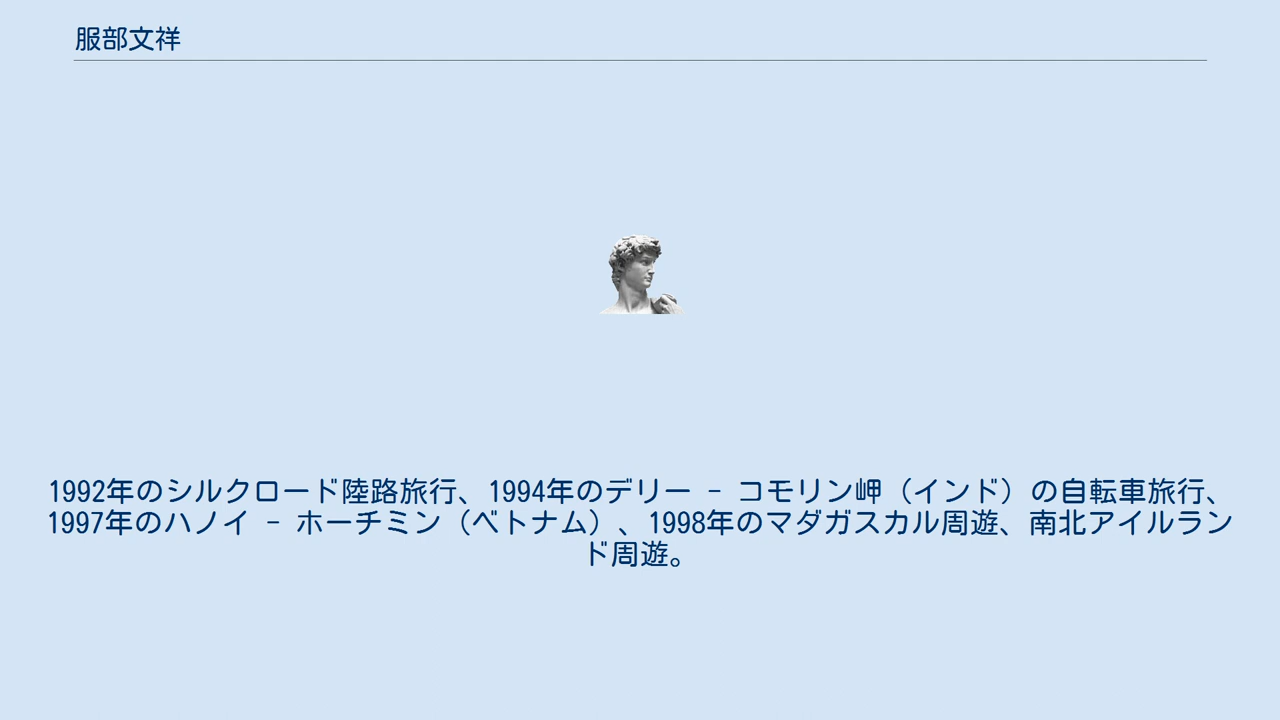 服部文祥
1992年のシルクロード陸路旅行、1994年のデリー - コモリン岬（インド）の自転車旅行、
1997年のハノイ - ホーチミン（ベトナム）、1998年のマダガスカル周遊、南北アイルラン
ド周遊。